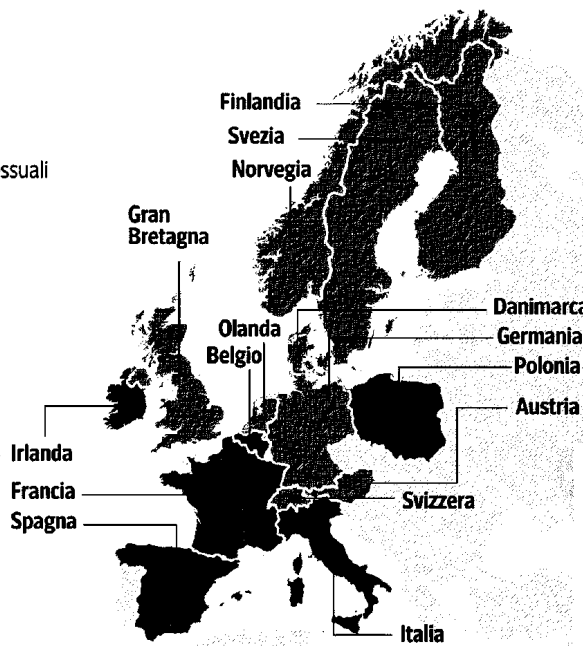 Finlandia
Svezia
ssuali
Norvegia
Gran
Bretagna
Danimarca
Olanda
Germania
Belgio
Polonia
Austria
Irlanda
Francia
Svizzera
Spagna
Italia